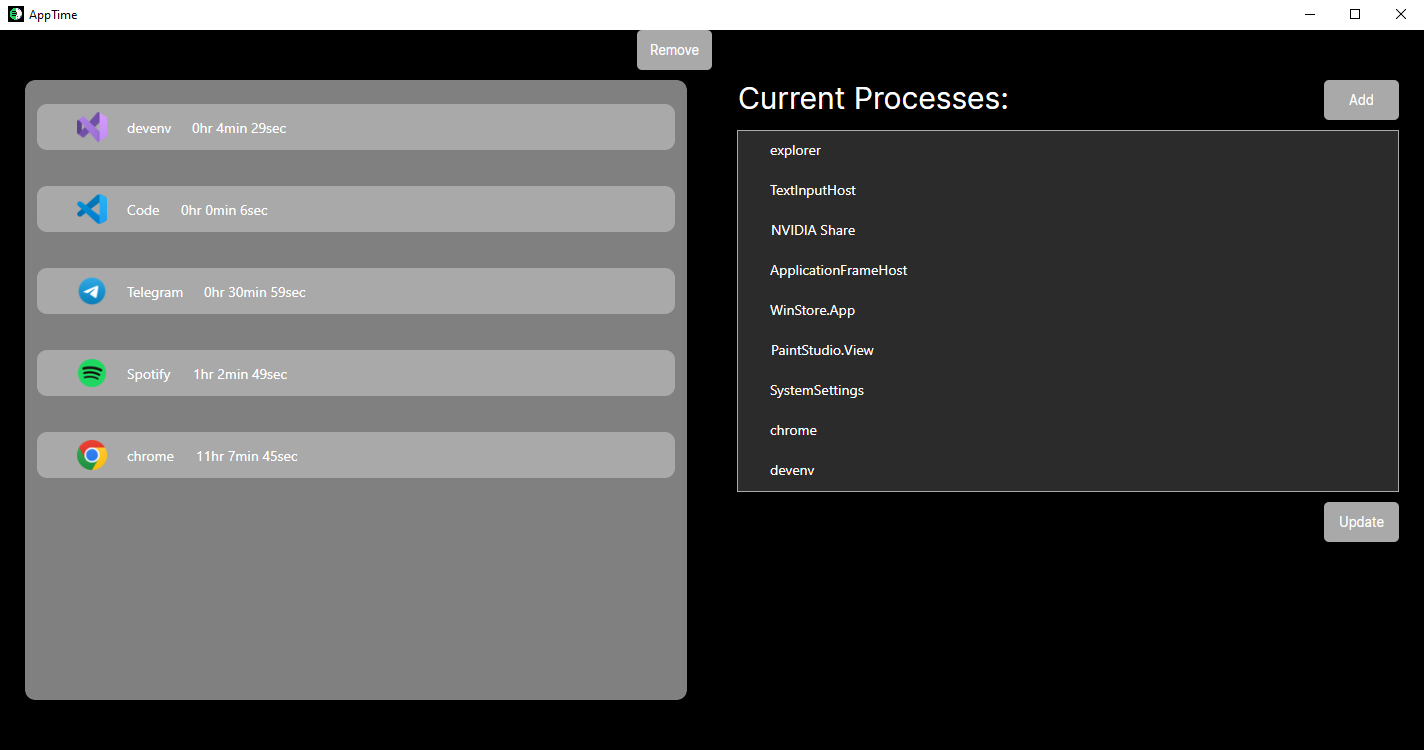 AppTime
Remove
devenv 0hr 4min 29sec
Code 0hr 0min 6sec
Telegram 0hr 30min 59sec
Spotify 1hr 2min 49sec
chrome 11hr 7min 45sec
Current Processes:
Add
explorer
TextInputHost
NVIDIA Share
ApplicationFrameHost
WinStore.App
PaintStudio.View
SystemSettings
chrome
devenv
Update